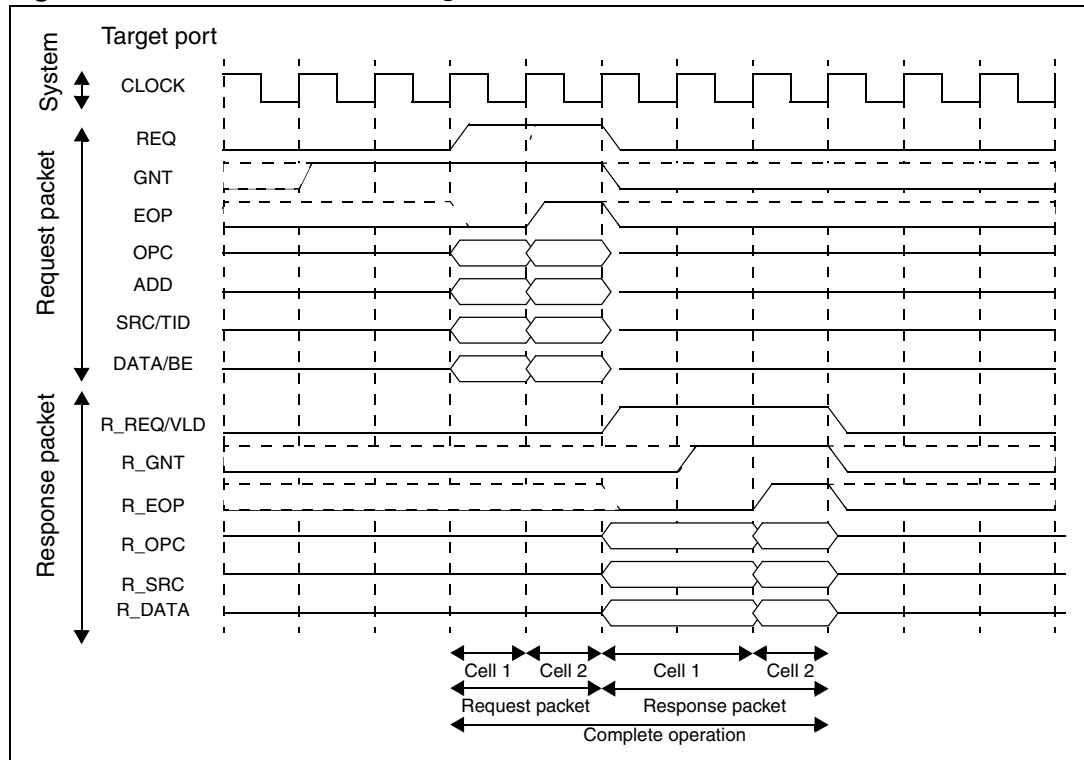 Target port
System
CLOCK
Request packet
REQ
GNT
EOP
OPC
ADD
SRC/TID
DATA/BE
Response packet
R_REQ/VLD
R_GNT
R_EOP
R_OPC
R_SRC
R_DATA
Cell 1 Cell 2 Cell 1 Cell 2
Request packet Response packet
Complete operation